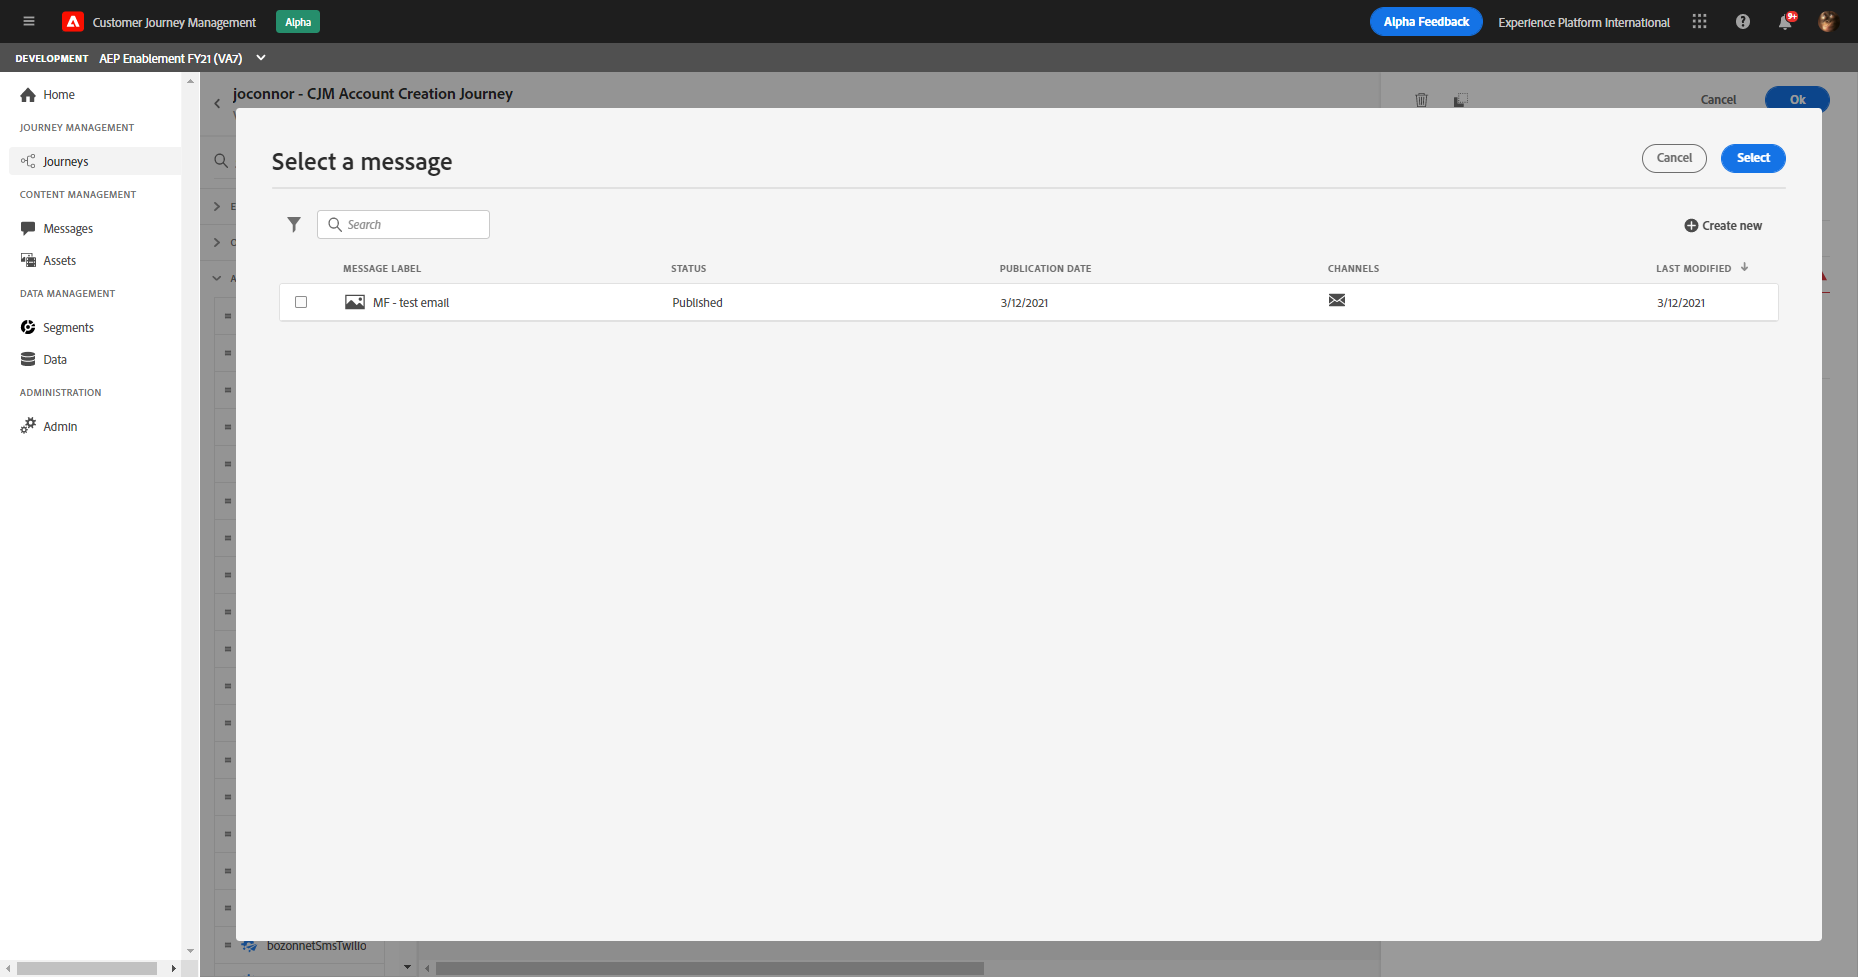 Customer Journey Management
Alpha
Alpha Feedback
Experience Platform International
9+
DEVELOPMENT AEP Enablement FY21 (VA7)
Home
JOURNEY MANAGEMENT
Journeys
CONTENT MANAGEMENT
Messages
Assets
DATA MANAGEMENT
Segments
Data
ADMINISTRATION
Admin
joconnor - CJM Account Creation Journey
Cancel
Ok
Select a message
Cancel
Select
Search
Create new
MESSAGE LABEL STATUS PUBLICATION DATE CHANNELS LAST MODIFIED
MF - test email Published 3/12/2021 3/12/2021
bozonnetSmsTwilio